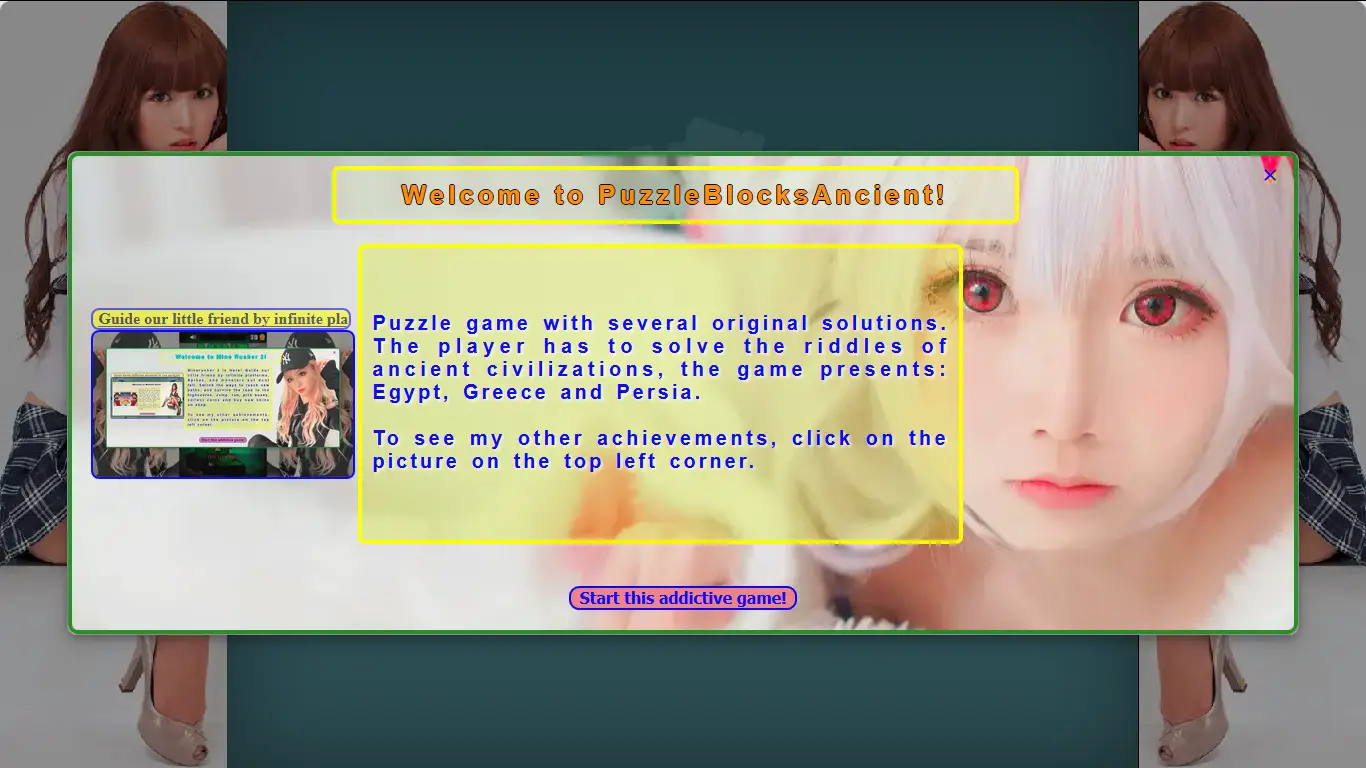 Welcome to PuzzleBlocksAncient!
Guide our little friend by infinite pla
Welcome to Mine Rusher 2!
Puzzle game with several original solutions.
The player has to solve the riddles of
ancient civilizations, the game presents:
Egypt, Greece and Persia.
To see my other achievements, click on the
picture on the top left corner.
Start this addictive game!